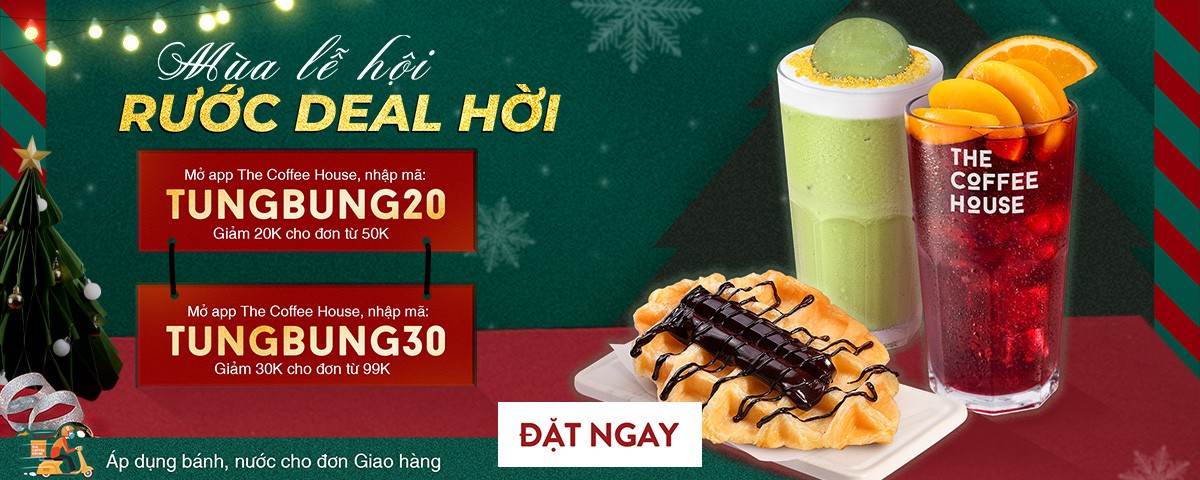 Mùa lễ hội
RƯỚC DEAL HỜI
Mở app The Coffee House, nhập mã:
TUNGBUNG20
Giảm 20K cho đơn từ 50K
Mở app The Coffee House, nhập mã:
TUNGBUNG30
Giảm 30K cho đơn từ 99K
THE
COFFEE
HOUSE
ĐẶT NGAY
Áp dụng bánh, nước cho đơn Giao hàng